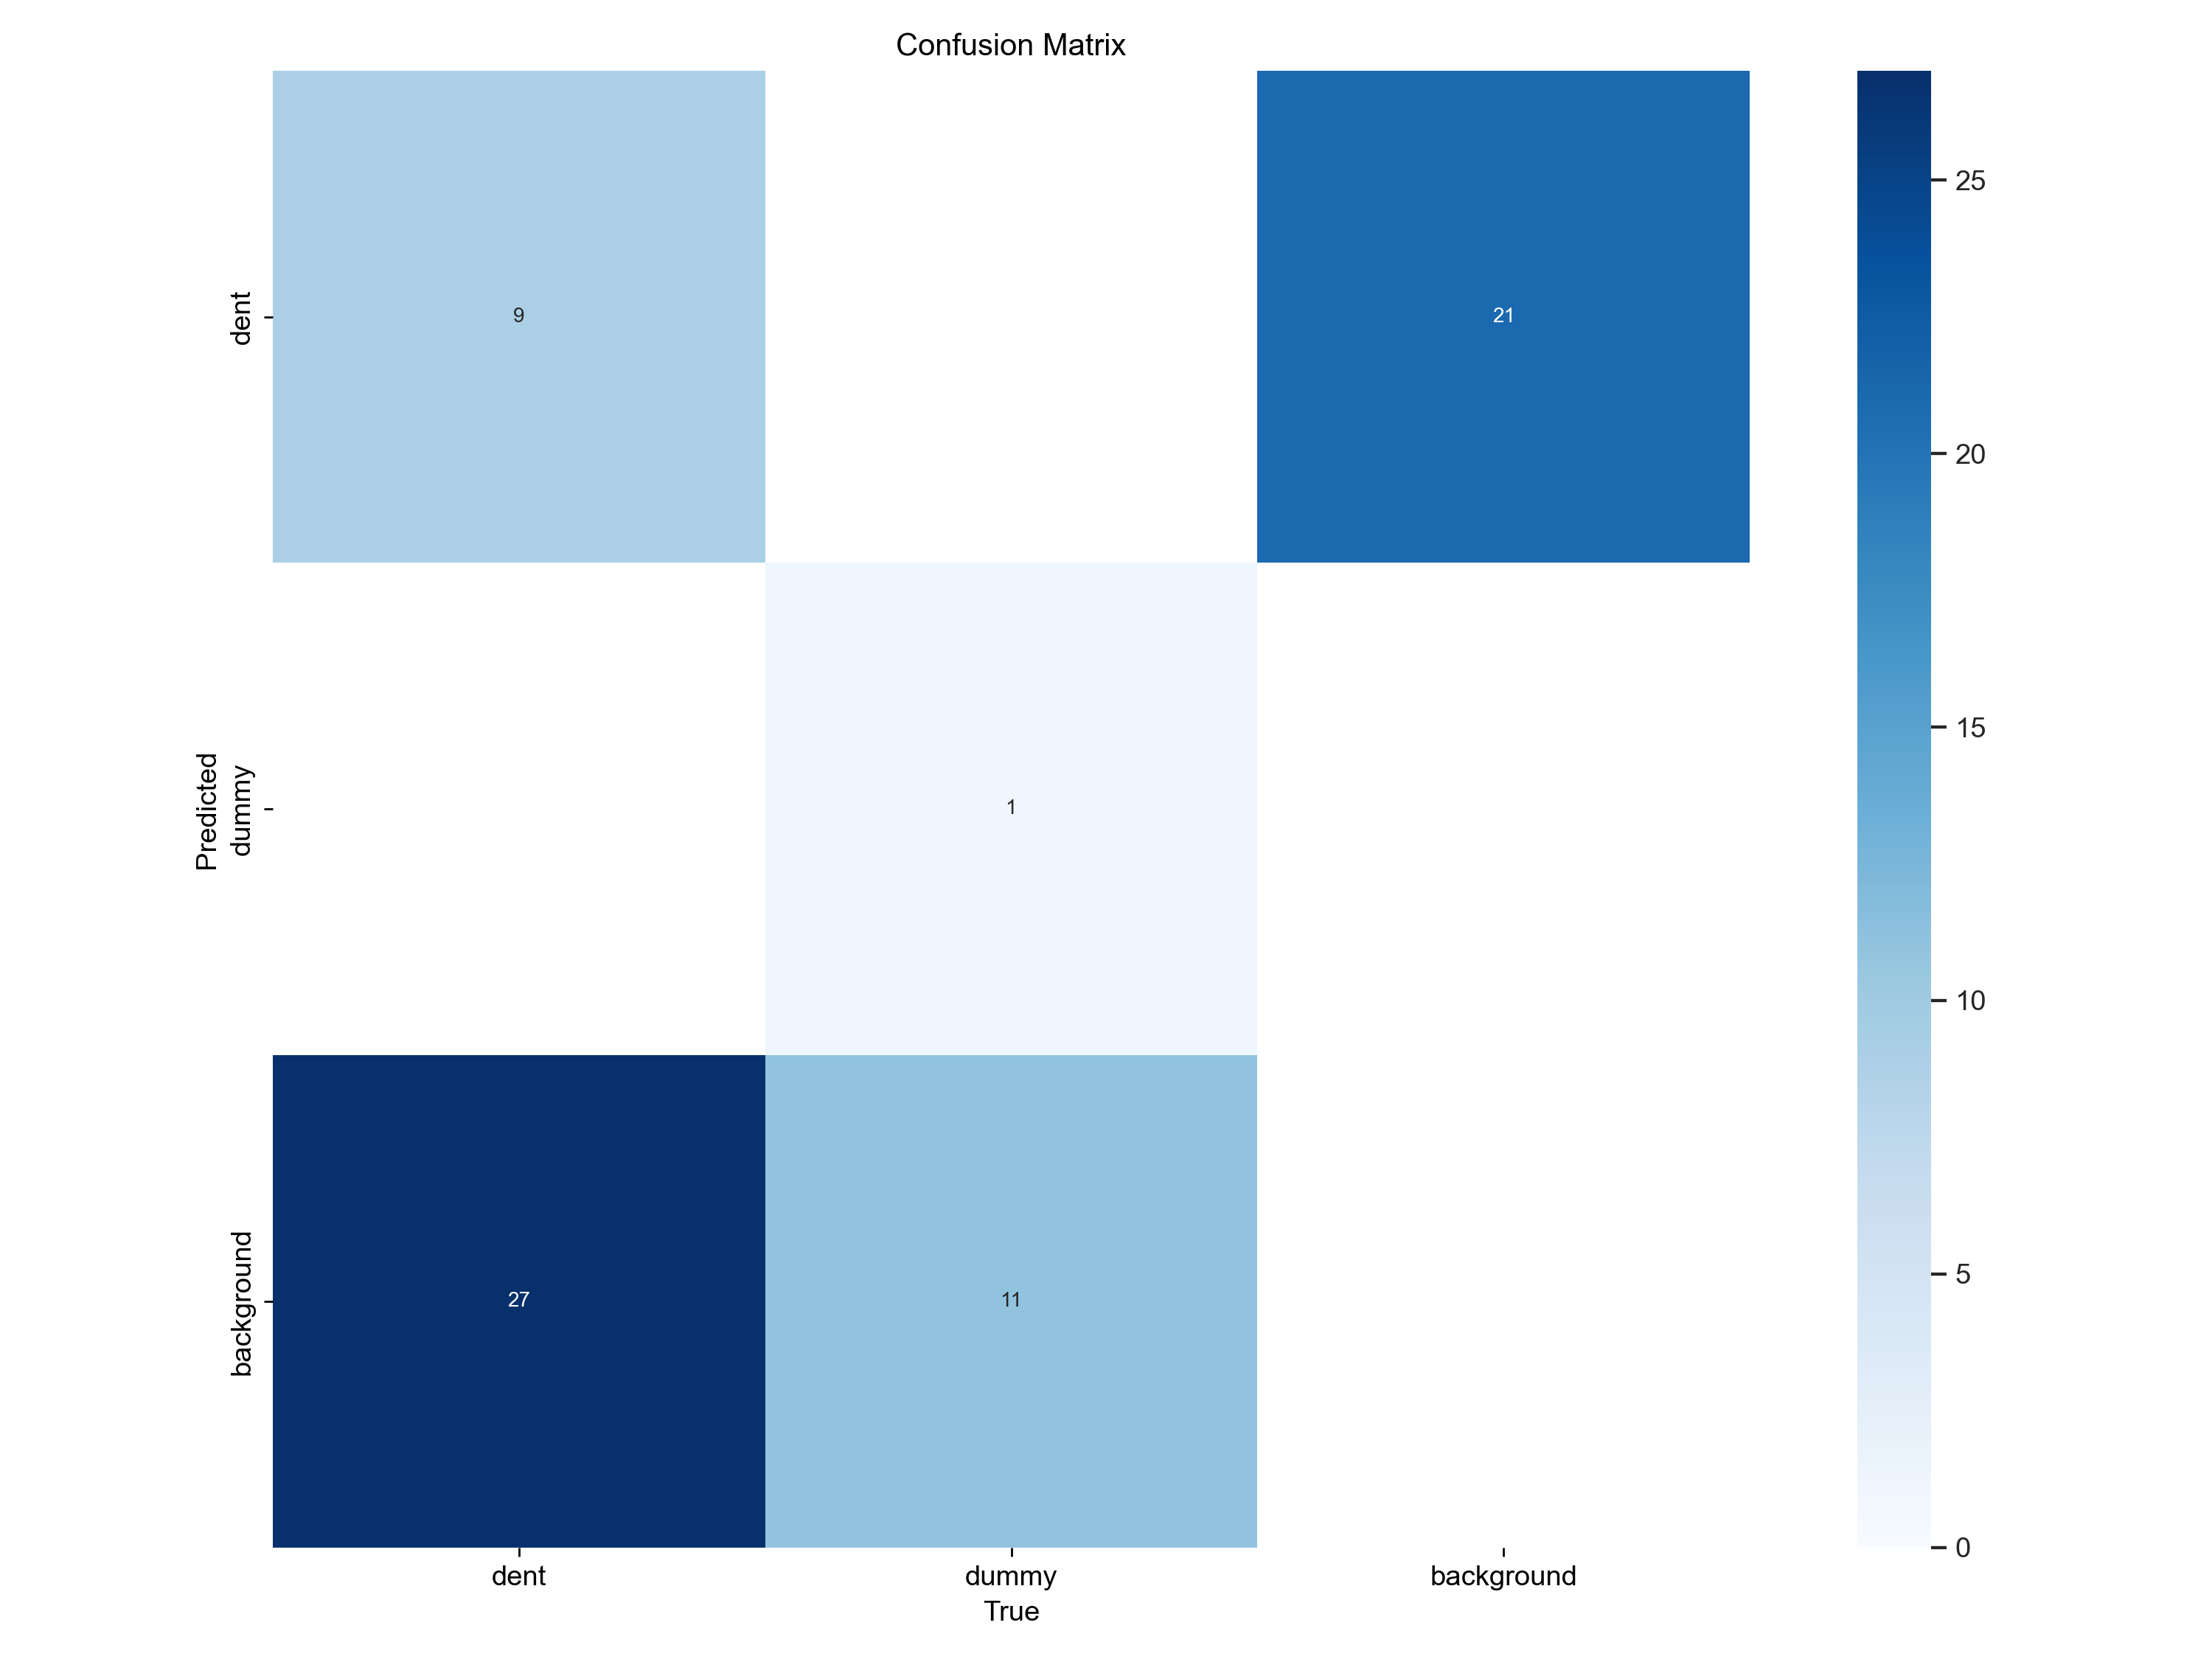 Confusion Matrix
dent
9
21
25
20
Predicted
dummy
1
15
10
background
27
11
5
0
dent
dummy
background
True